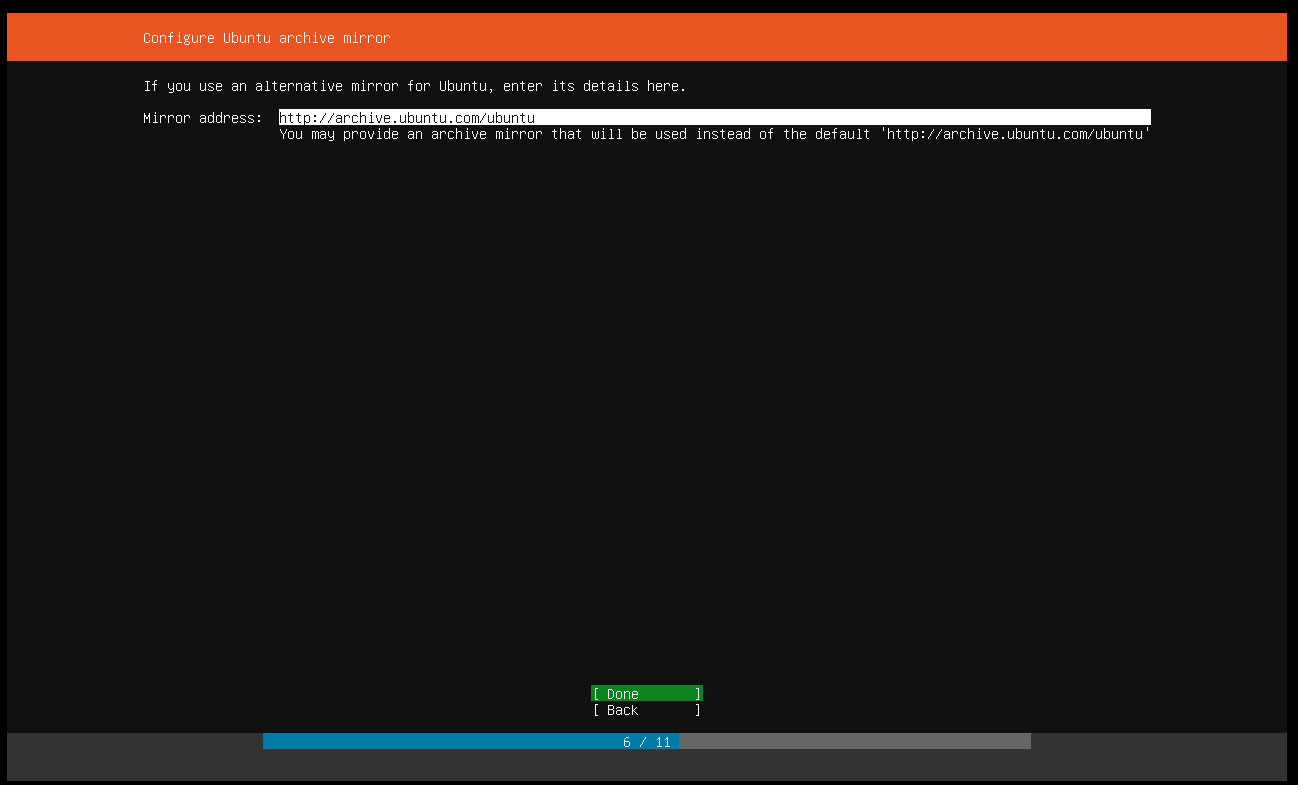 Configure Ubuntu archive mirror
If you use an alternative mirror for Ubuntu, enter its details here.
Mirror address: http://archive.ubuntu.com/ubuntu
You may provide an archive mirror that will be used instead of the default 'http://archive.ubuntu.com/ubuntu'
[ Done ]
[ Back ]
6 / 11